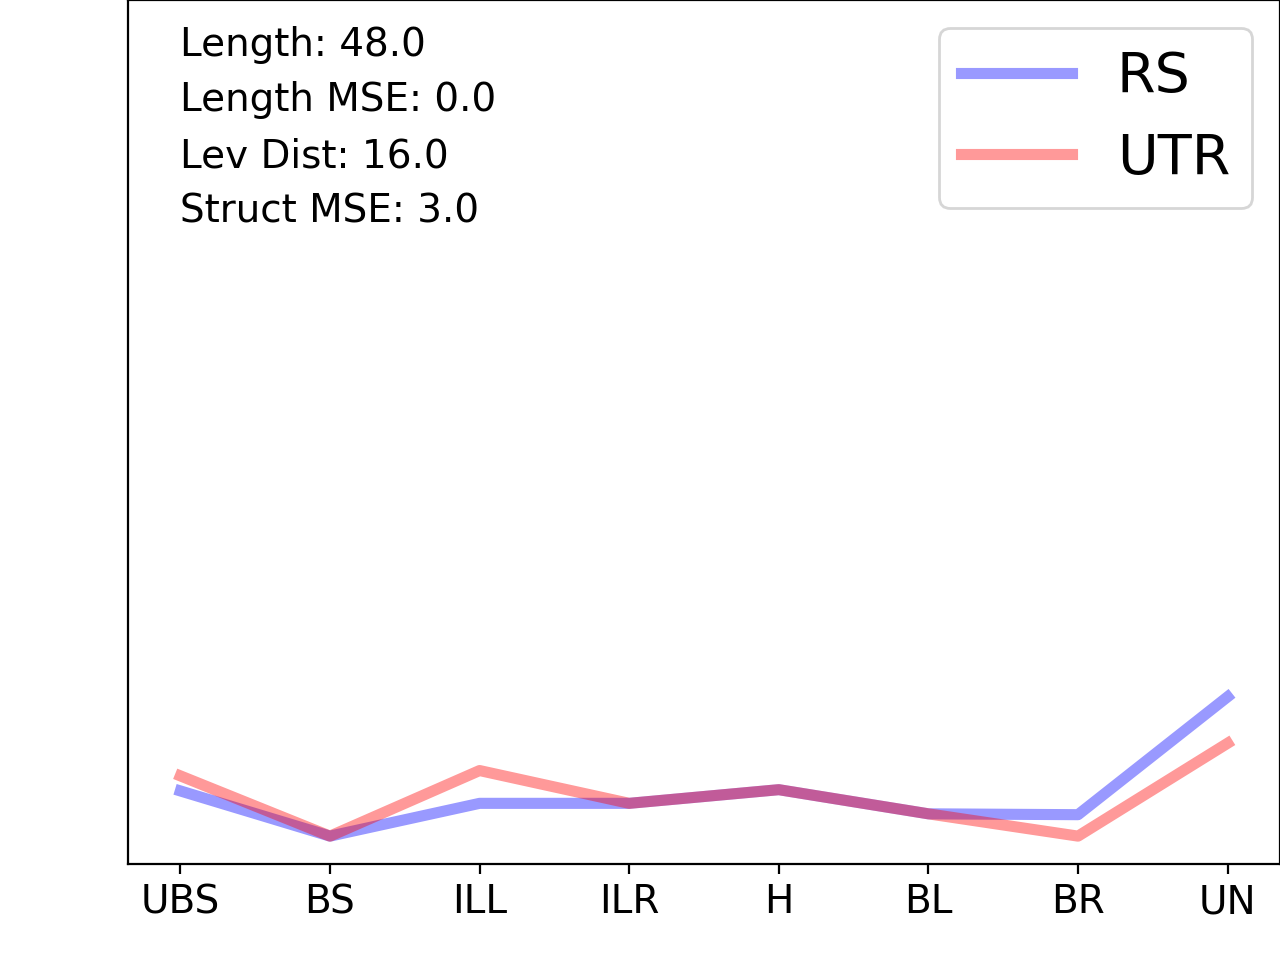 Length: 48.0
Length MSE: 0.0
Lev Dist: 16.0
Struct MSE: 3.0
RS
UTR
UBS BS ILL ILR H BL BR UN